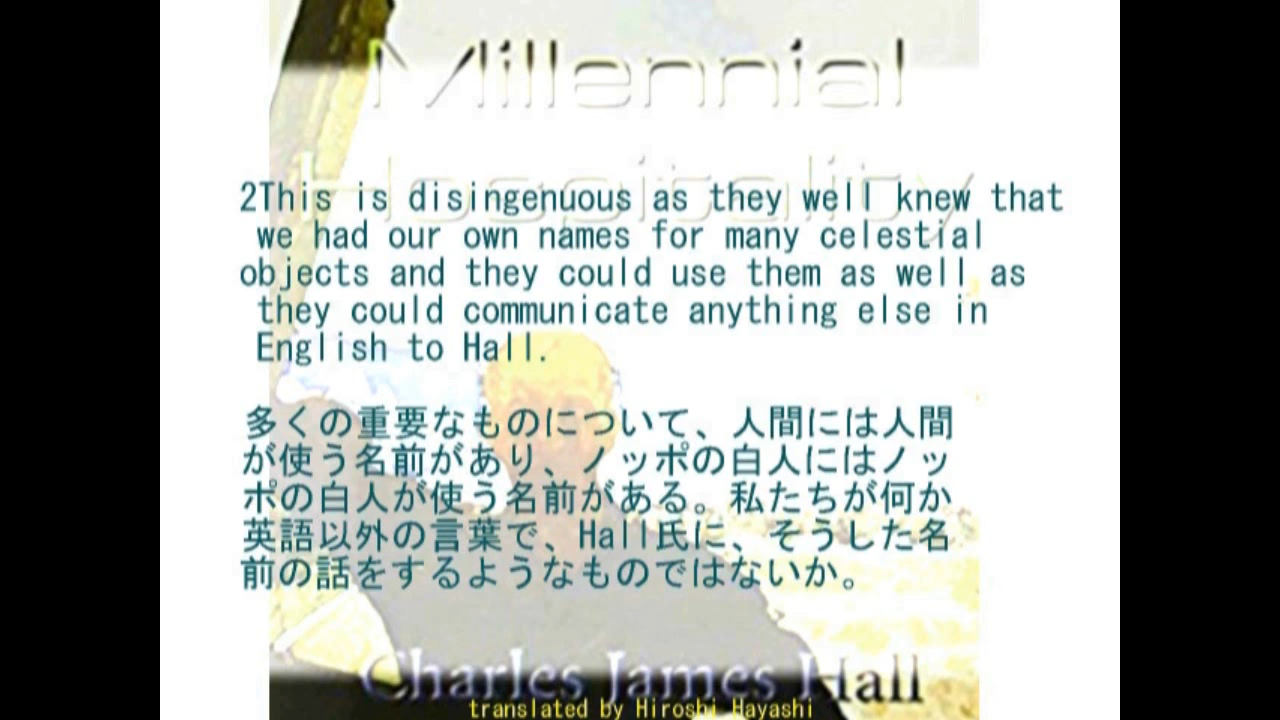 Millennial
Hospitality
2This is disingenuous as they well knew that
we had our own names for many celestial
objects and they could use them as well as
they could communicate anything else in
English to Hall.
多くの重要なものについて、人間には人間
が使う名前があり、ノッポの白人にはノッ
ポの白人が使う名前がある。私たちが何か
英語以外の言葉で、Hall氏に、そうした名
前の話をするようなものではないか。
Charles James Hall
translated by Hiroshi Hayashi